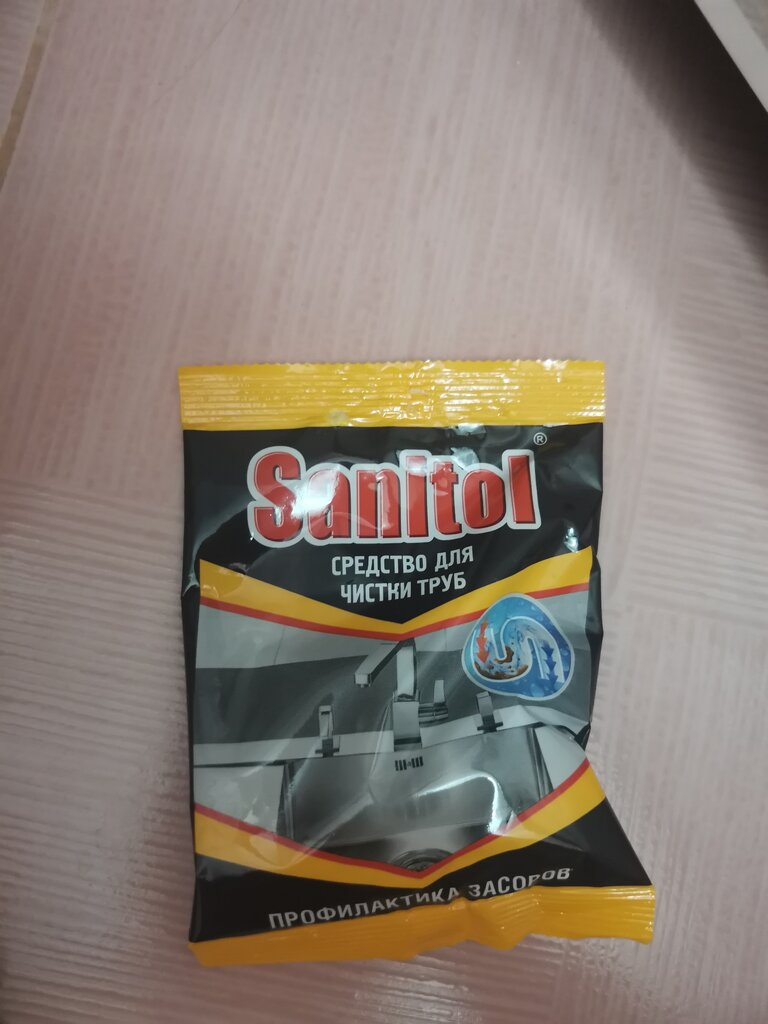 Sanitol®
СРЕДСТВО ДЛЯ
ЧИСТКИ ТРУБ
ПРОФИЛАКТИКА ЗАСОРОВ